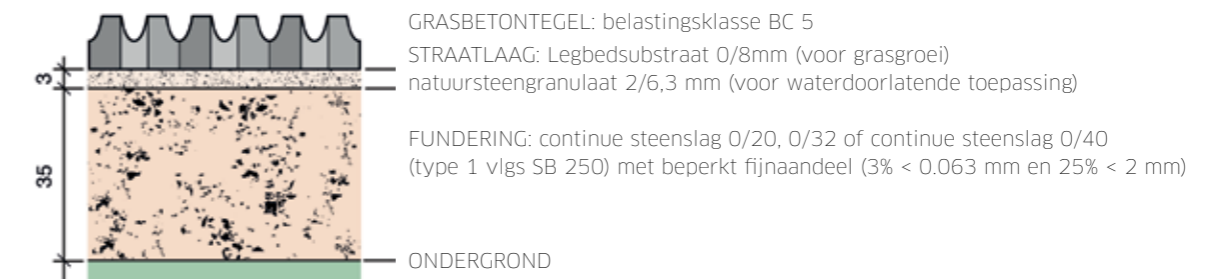 GRASBETONTEGEL: belastingsklasse BC 5
STRAATLAAG: Legbedsubstraat 0/8mm (voor grasgroei)
natuursteengranulaat 2/6,3 mm (voor waterdoorlatende toepassing)
3
FUNDERING: continue steenslag 0/20, 0/32 of continue steenslag 0/40
(type 1 vlgs SB 250) met beperkt fijnaandeel (3% < 0.063 mm en 25% < 2 mm)
35
ONDERGROND